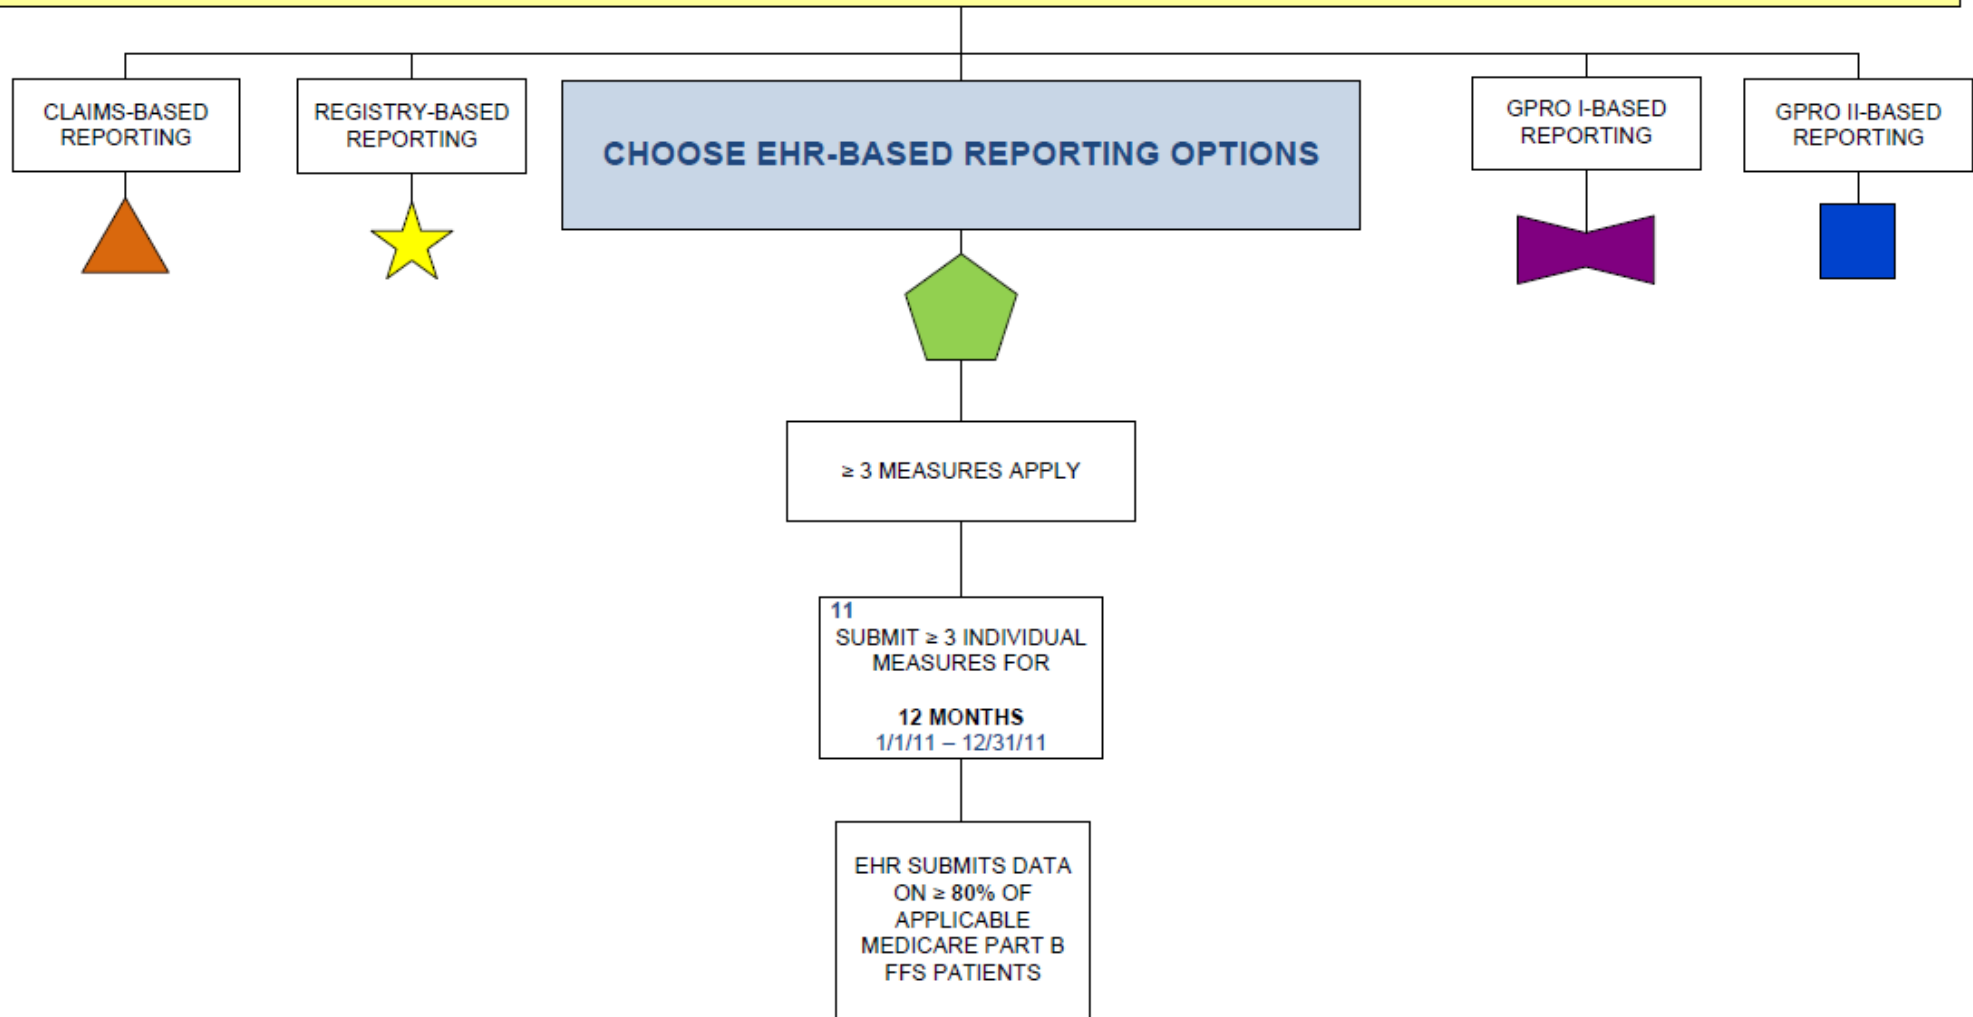 CLAIMS-BASED
REPORTING
REGISTRY-BASED
REPORTING
CHOOSE EHR-BASED REPORTING OPTIONS
GPRO I-BASED
REPORTING
GPRO II-BASED
REPORTING
≥ 3 MEASURES APPLY
11
SUBMIT ≥ 3 INDIVIDUAL
MEASURES FOR
12 MONTHS
1/1/11 – 12/31/11
EHR SUBMITS DATA
ON ≥ 80% OF
APPLICABLE
MEDICARE PART B
FFS PATIENTS